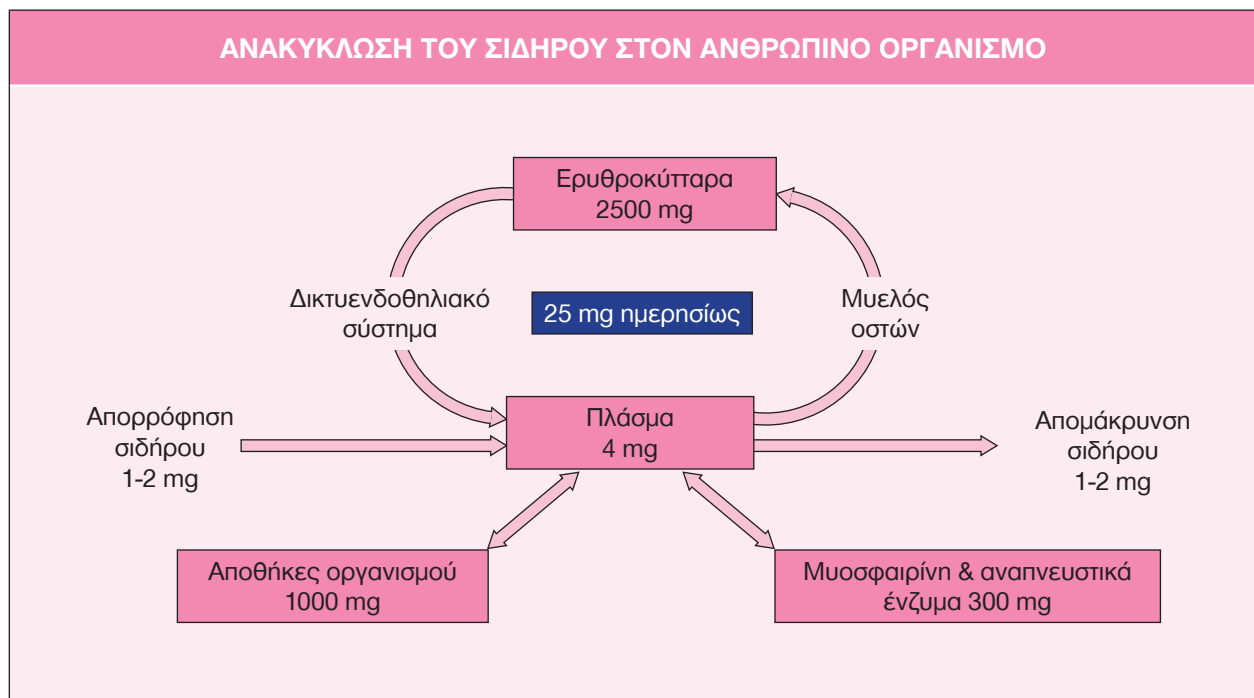 ΑΝΑΚΥΚΛΩΣΗ ΤΟΥ ΣΙΔΗΡΟΥ ΣΤΟΝ ΑΝΘΡΩΠΙΝΟ ΟΡΓΑΝΙΣΜΟ
Ερυθροκύτταρα
2500 mg
Δικτυενδοθηλιακό
σύστημα
25 mg ημερησίως
Μυελός
οστών
Απορρόφηση
σιδήρου
1-2 mg
Πλάσμα
4 mg
Απομάκρυνση
σιδήρου
1-2 mg
Αποθήκες οργανισμού
1000 mg
Μυοσφαιρίνη & αναπνευστικά
ένζυμα 300 mg